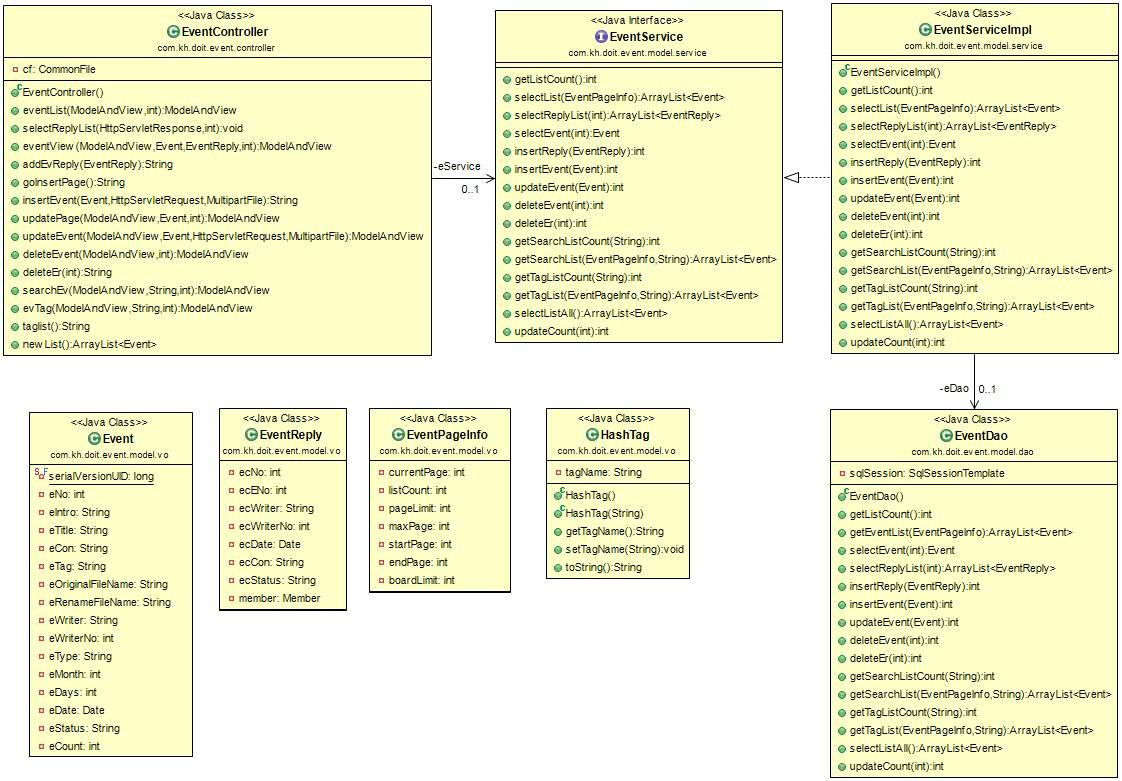 <<Java Class>>
EventController
com.kh.doit.event.controller
cf: CommonFile
EventController()
eventList(ModelAndView,int):ModelAndView
selectReplyList(HttpServletResponse,int):void
eventView (ModelAndView,Event,EventReply,int):ModelAndView
addEvReply(EventReply):String
goInsertPage():String
insertEvent(Event,HttpServletRequest,MultipartFile):String
updatePage(ModelAndView,Event,int):ModelAndView
updateEvent(ModelAndView,Event,HttpServletRequest,MultipartFile):ModelAndView
deleteEvent(ModelAndView,int):ModelAndView
deleteEr(int):String
searchEv(ModelAndView,String,int):ModelAndView
evTag(ModelAndView,String,int):ModelAndView
taglist():String
new List():ArrayList<Event>
-eService
0..1
<<Java Interface>>
EventService
com.kh.doit.event.model.service
getListCount():int
selectList(EventPageInfo):ArrayList<Event>
selectReplyList(int):ArrayList<EventReply>
selectEvent(int):Event
insertReply(EventReply):int
insertEvent(Event):int
updateEvent(Event):int
deleteEvent(int):int
deleteEr(int):int
getSearchListCount(String):int
getSearchList(EventPageInfo,String):ArrayList<Event>
getTagListCount(String):int
getTagList(EventPageInfo,String):ArrayList<Event>
selectListAll():ArrayList<Event>
updateCount(int):int
<<Java Class>>
EventServiceImpl
com.kh.doit.event.model.service
EventServiceImpl()
getListCount():int
selectList(EventPageInfo):ArrayList<Event>
selectReplyList(int):ArrayList<EventReply>
selectEvent(int):Event
insertReply(EventReply):int
insertEvent(Event):int
updateEvent(Event):int
deleteEvent(int):int
deleteEr(int):int
getSearchListCount(String):int
getSearchList(EventPageInfo,String):ArrayList<Event>
getTagListCount(String):int
getTagList(EventPageInfo,String):ArrayList<Event>
selectListAll():ArrayList<Event>
updateCount(int):int
-eDao 0..1
<<Java Class>>
Event
com.kh.doit.event.model.vo
serialVersionUID: long
eNo: int
eIntro: String
eTitle: String
eCon: String
eTag: String
eOriginalFileName: String
eRenameFileName: String
eWriter: String
eWriterNo: int
eType: String
eMonth: int
eDays: int
eDate: Date
eStatus: String
eCount: int
<<Java Class>>
EventReply
com.kh.doit.event.model.vo
ecNo: int
ecENo: int
ecWriter: String
ecWriterNo: int
ecDate: Date
ecCon: String
ecStatus: String
member: Member
<<Java Class>>
EventPageInfo
com.kh.doit.event.model.vo
currentPage: int
listCount: int
pageLimit: int
maxPage: int
startPage: int
endPage: int
boardLimit: int
<<Java Class>>
HashTag
com.kh.doit.event.model.vo
tagName: String
HashTag()
HashTag(String)
getTagName():String
setTagName(String):void
toString():String
<<Java Class>>
EventDao
com.kh.doit.event.model.dao
sqlSession: SqlSessionTemplate
EventDao()
getListCount():int
getEventList(EventPageInfo):ArrayList<Event>
selectEvent(int):Event
selectReplyList(int):ArrayList<EventReply>
insertReply(EventReply):int
insertEvent(Event):int
updateEvent(Event):int
deleteEvent(int):int
deleteEr(int):int
getSearchListCount(String):int
getSearchList(EventPageInfo,String):ArrayList<Event>
getTagListCount(String):int
getTagList(EventPageInfo,String):ArrayList<Event>
selectListAll():ArrayList<Event>
updateCount(int):int